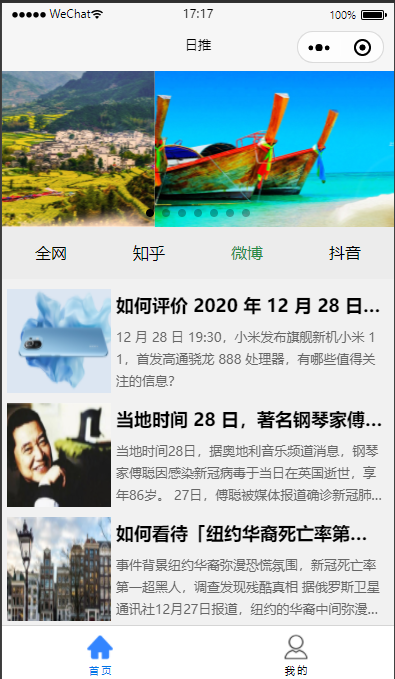 WeChat 17:17 100%
日推
全网 知乎 微博 抖音
如何评价 2020 年 12 月 28 日...
12 月 28 日 19:30，小米发布旗舰新机小米 1
1，首发高通骁龙 888 处理器，有哪些值得关
注的信息？
当地时间 28 日，著名钢琴家傅...
当地时间28日，据奥地利音乐频道消息，钢琴
家傅聪因感染新冠病毒于当日在英国逝世，享
年86岁。 27日，傅聪被媒体报道确诊新冠肺...
如何看待「纽约华裔死亡率第...
事件背景纽约华裔弥漫恐慌氛围，新冠死亡率
第一超黑人，调查发现残酷真相 据俄罗斯卫星
通讯社12月27日报道，纽约的华裔中间弥漫...
首页 我的